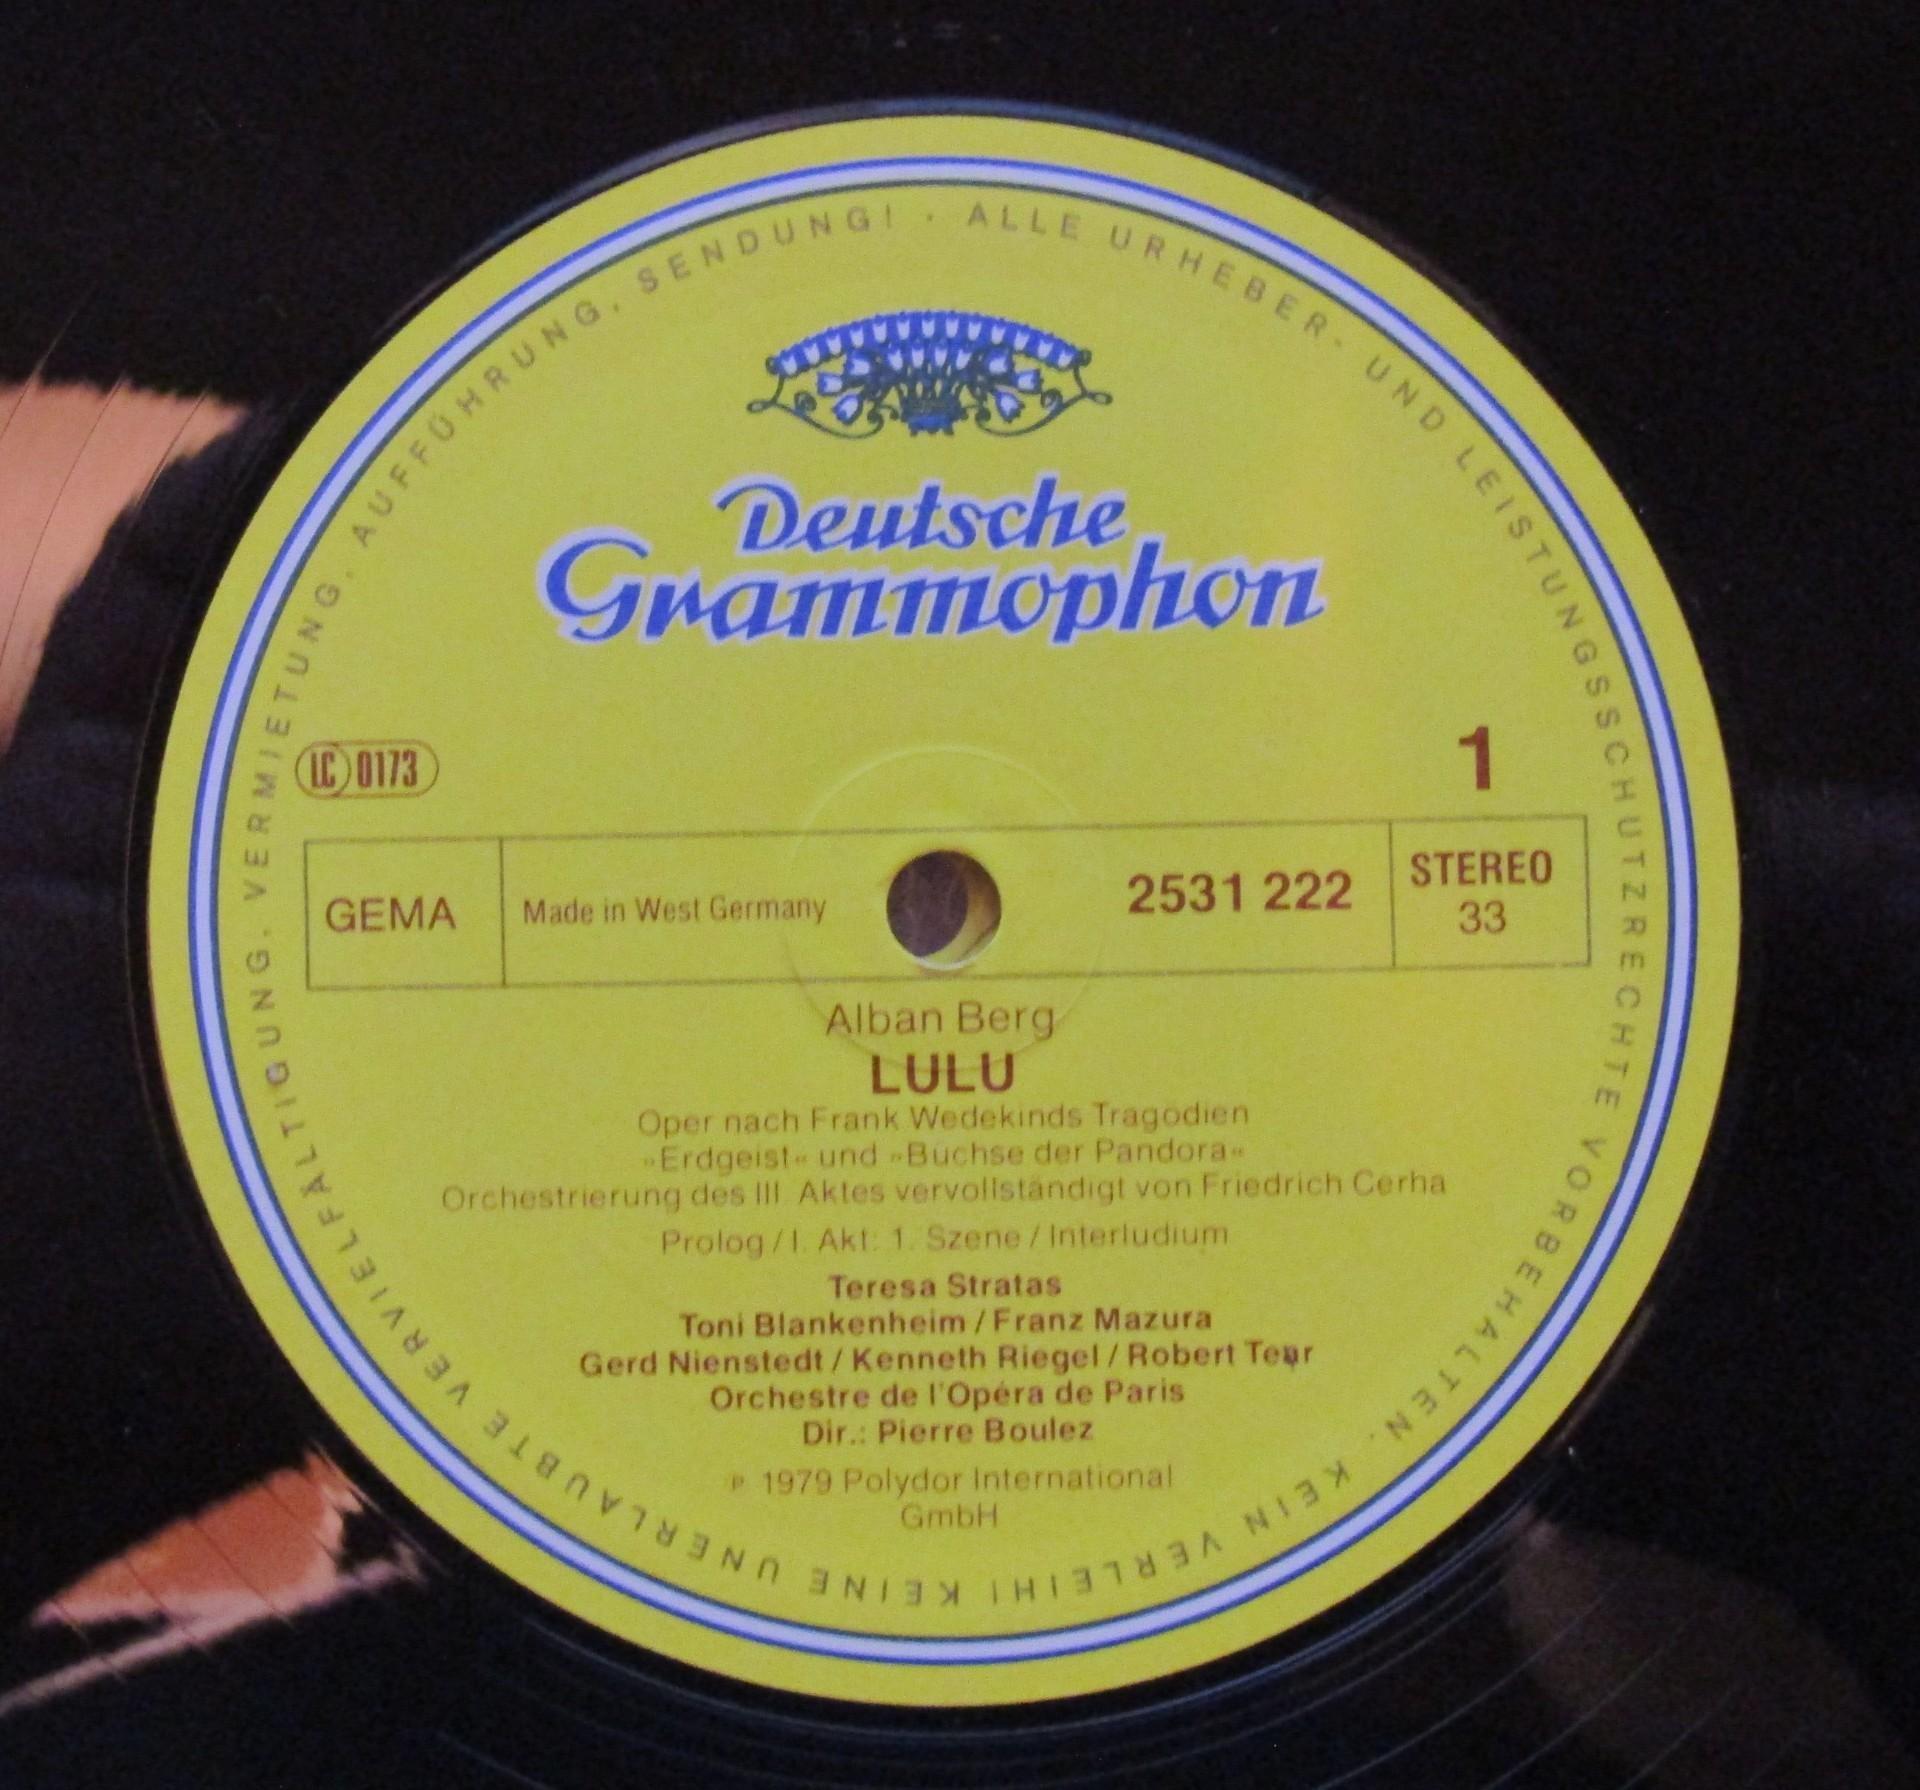 ALLE URHEBER- UND LEISTUNGSSCHUTZRECHTE VORBEHALTEN. KEIN VERLEIH! KEINE UNERLAUBTE VERVIELFÄLTIGUNG, VERMIETUNG, AUFFÜHRUNG, SENDUNG! ·
Deutsche
Grammophon
LC 0173
1
GEMA
Made in West Germany
2531 222
STEREO
33
Alban Berg
LULU
Oper nach Frank Wedekinds Tragödien
»Erdgeist« und »Büchse der Pandora«
Orchestrierung des III. Aktes vervollständigt von Friedrich Cerha
Prolog / I. Akt: 1. Szene / Interludium
Teresa Stratas
Toni Blankenheim / Franz Mazura
Gerd Nienstedt / Kenneth Riegel / Robert Tear
Orchestre de l'Opéra de Paris
Dir.: Pierre Boulez
℗ 1979 Polydor International
GmbH